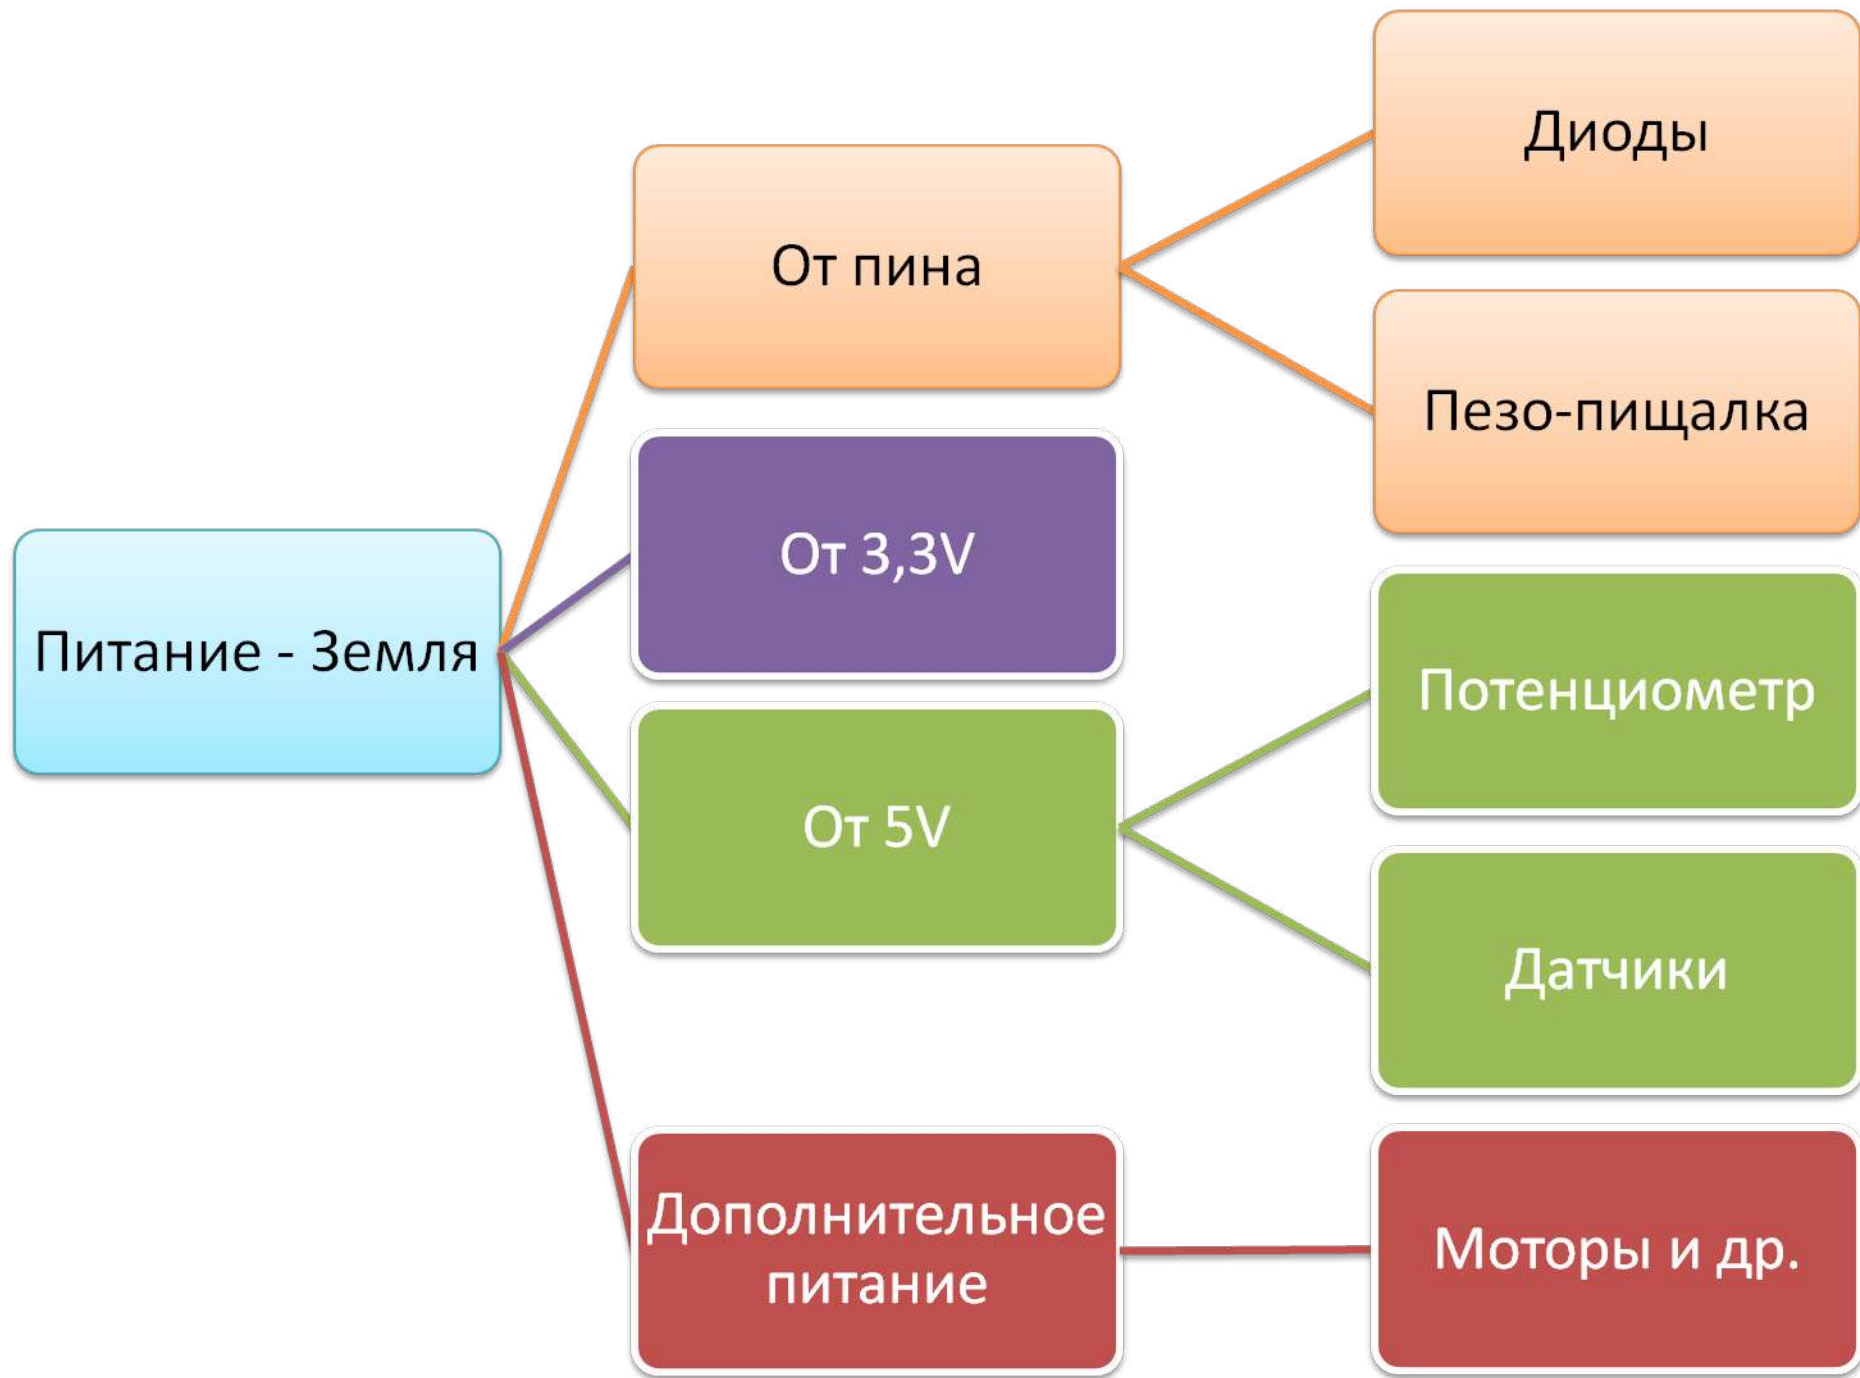 Диоды
От пина
Пезо-пищалка
От 3,3V
Питание - Земля
Потенциометр
От 5V
Датчики
Дополнительное
питание
Моторы и др.